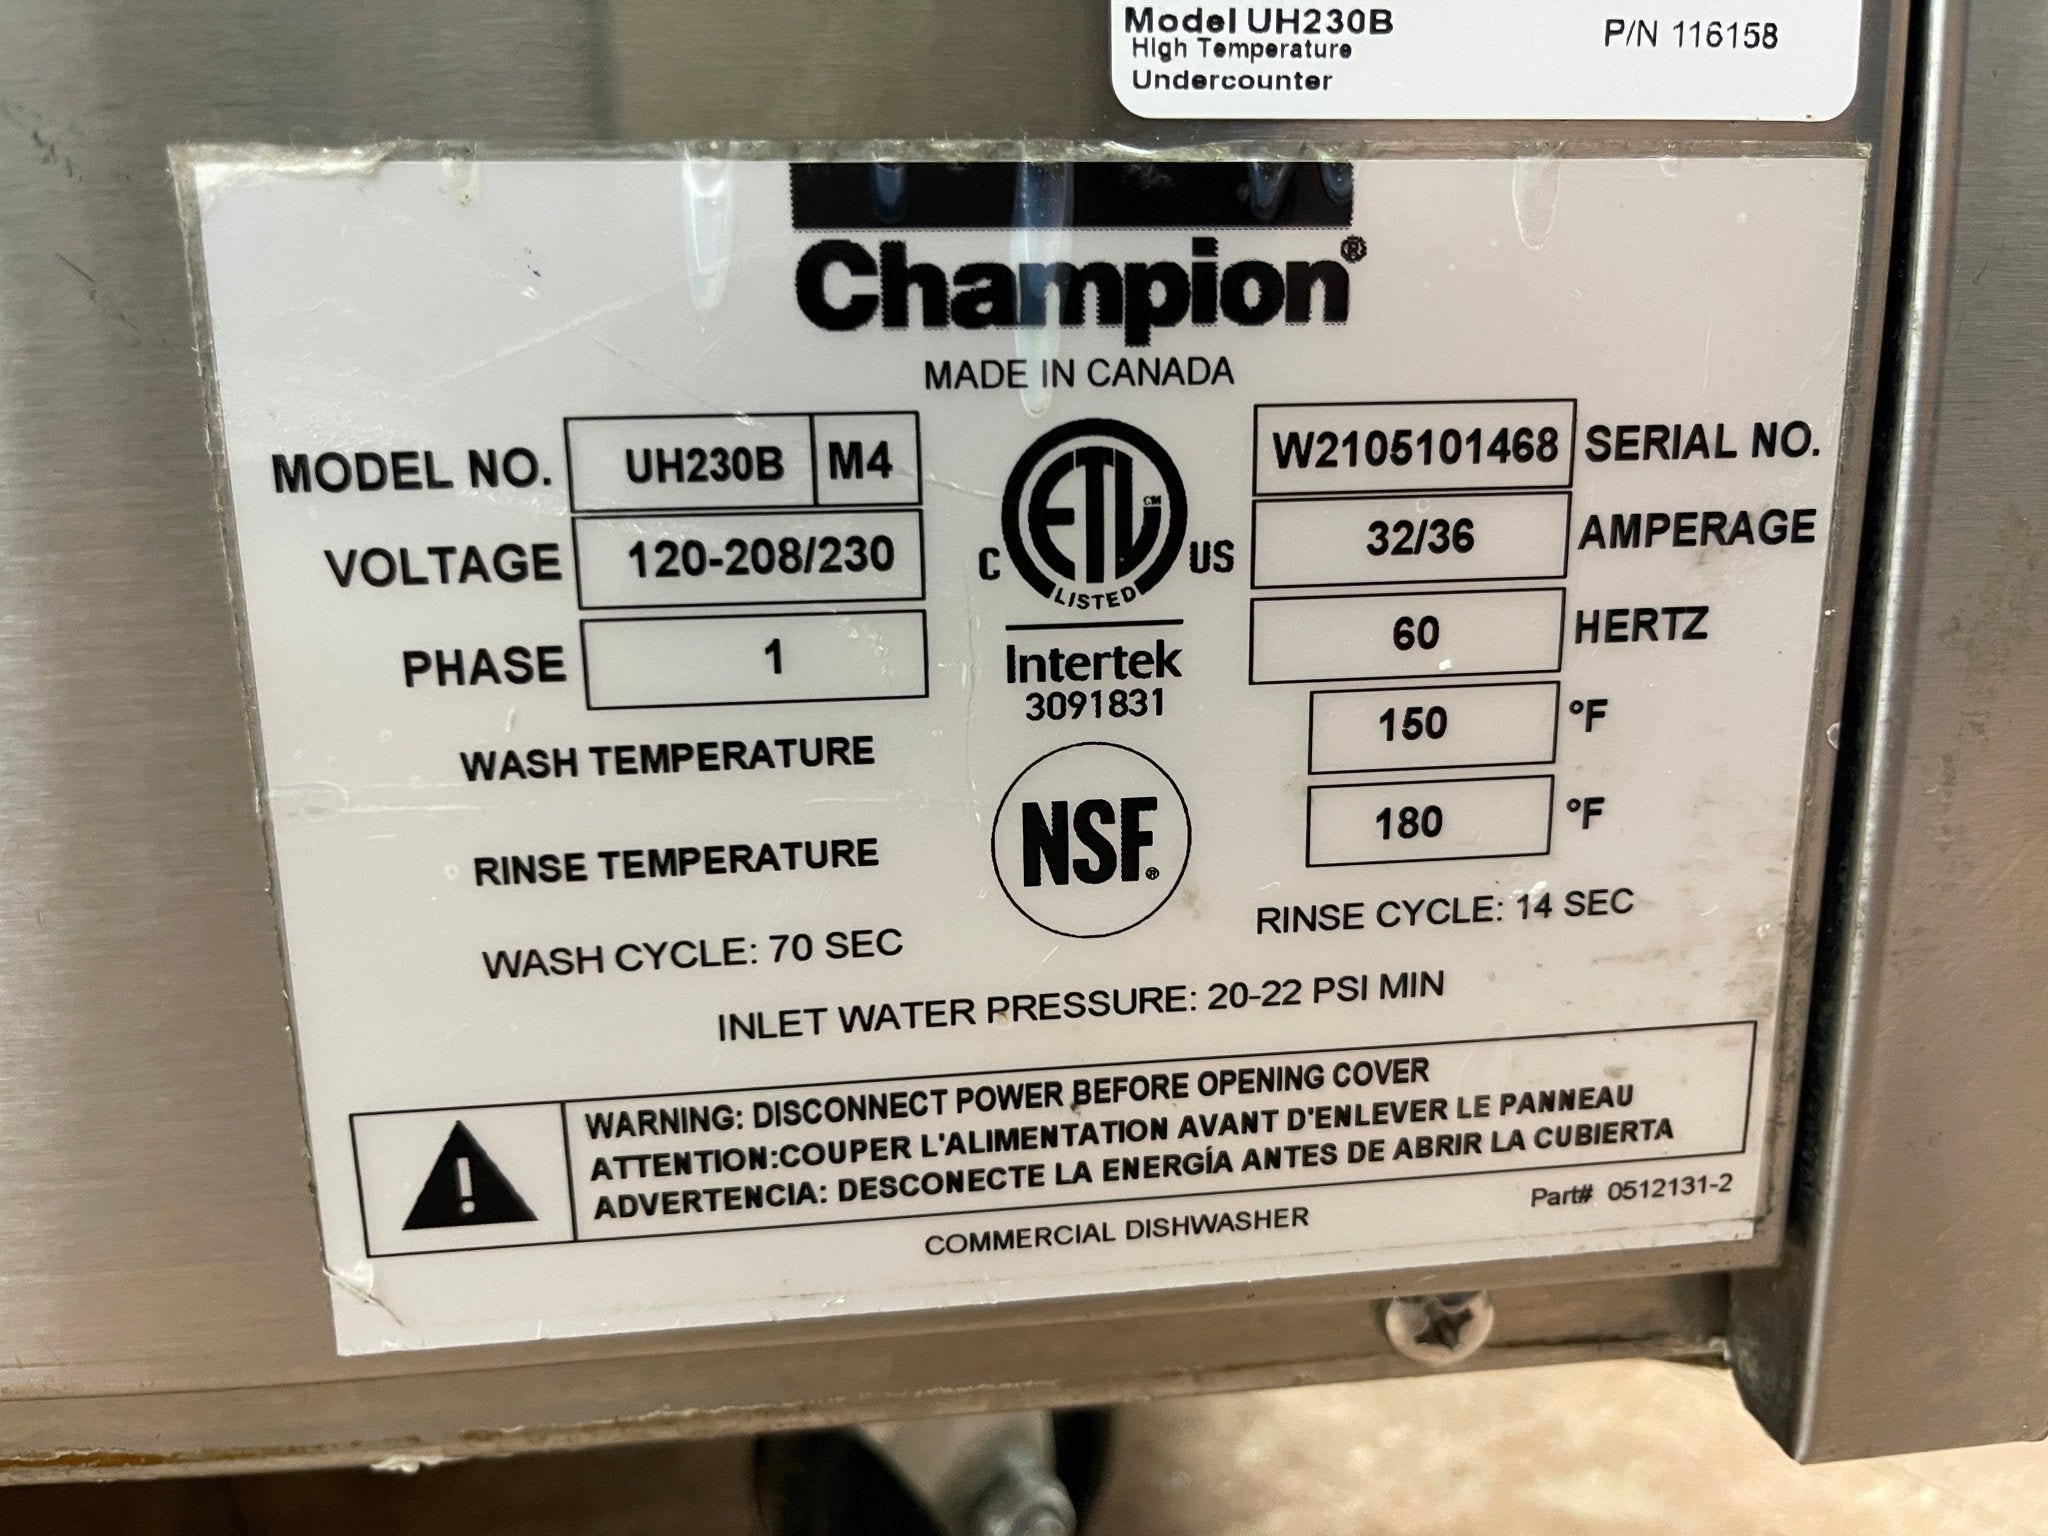 Model UH230B
P/N 116158
High Temperature
Undercounter
Champion®
MADE IN CANADA
MODEL NO. UH230B M4
W2105101468 SERIAL NO.
VOLTAGE 120-208/230
32/36 AMPERAGE
PHASE 1
60 HERTZ
ETL CM
C US
LISTED
Intertek
3091831
WASH TEMPERATURE
150 °F
RINSE TEMPERATURE
180 °F
NSF®
WASH CYCLE: 70 SEC
RINSE CYCLE: 14 SEC
INLET WATER PRESSURE: 20-22 PSI MIN
WARNING: DISCONNECT POWER BEFORE OPENING COVER
ATTENTION:COUPER L'ALIMENTATION AVANT D'ENLEVER LE PANNEAU
ADVERTENCIA: DESCONECTE LA ENERGÍA ANTES DE ABRIR LA CUBIERTA
Part# 0512131-2
COMMERCIAL DISHWASHER